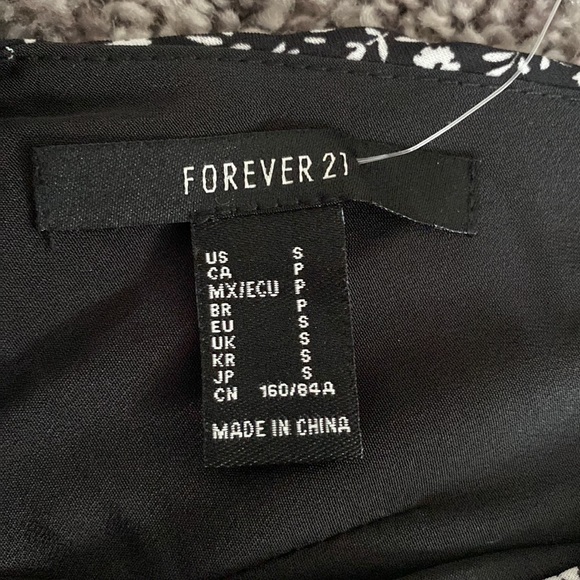 FOREVER 21
US S
CA P
MX/ECU P
BR P
EU S
UK S
KR S
JP S
CN 160/84A
MADE IN CHINA